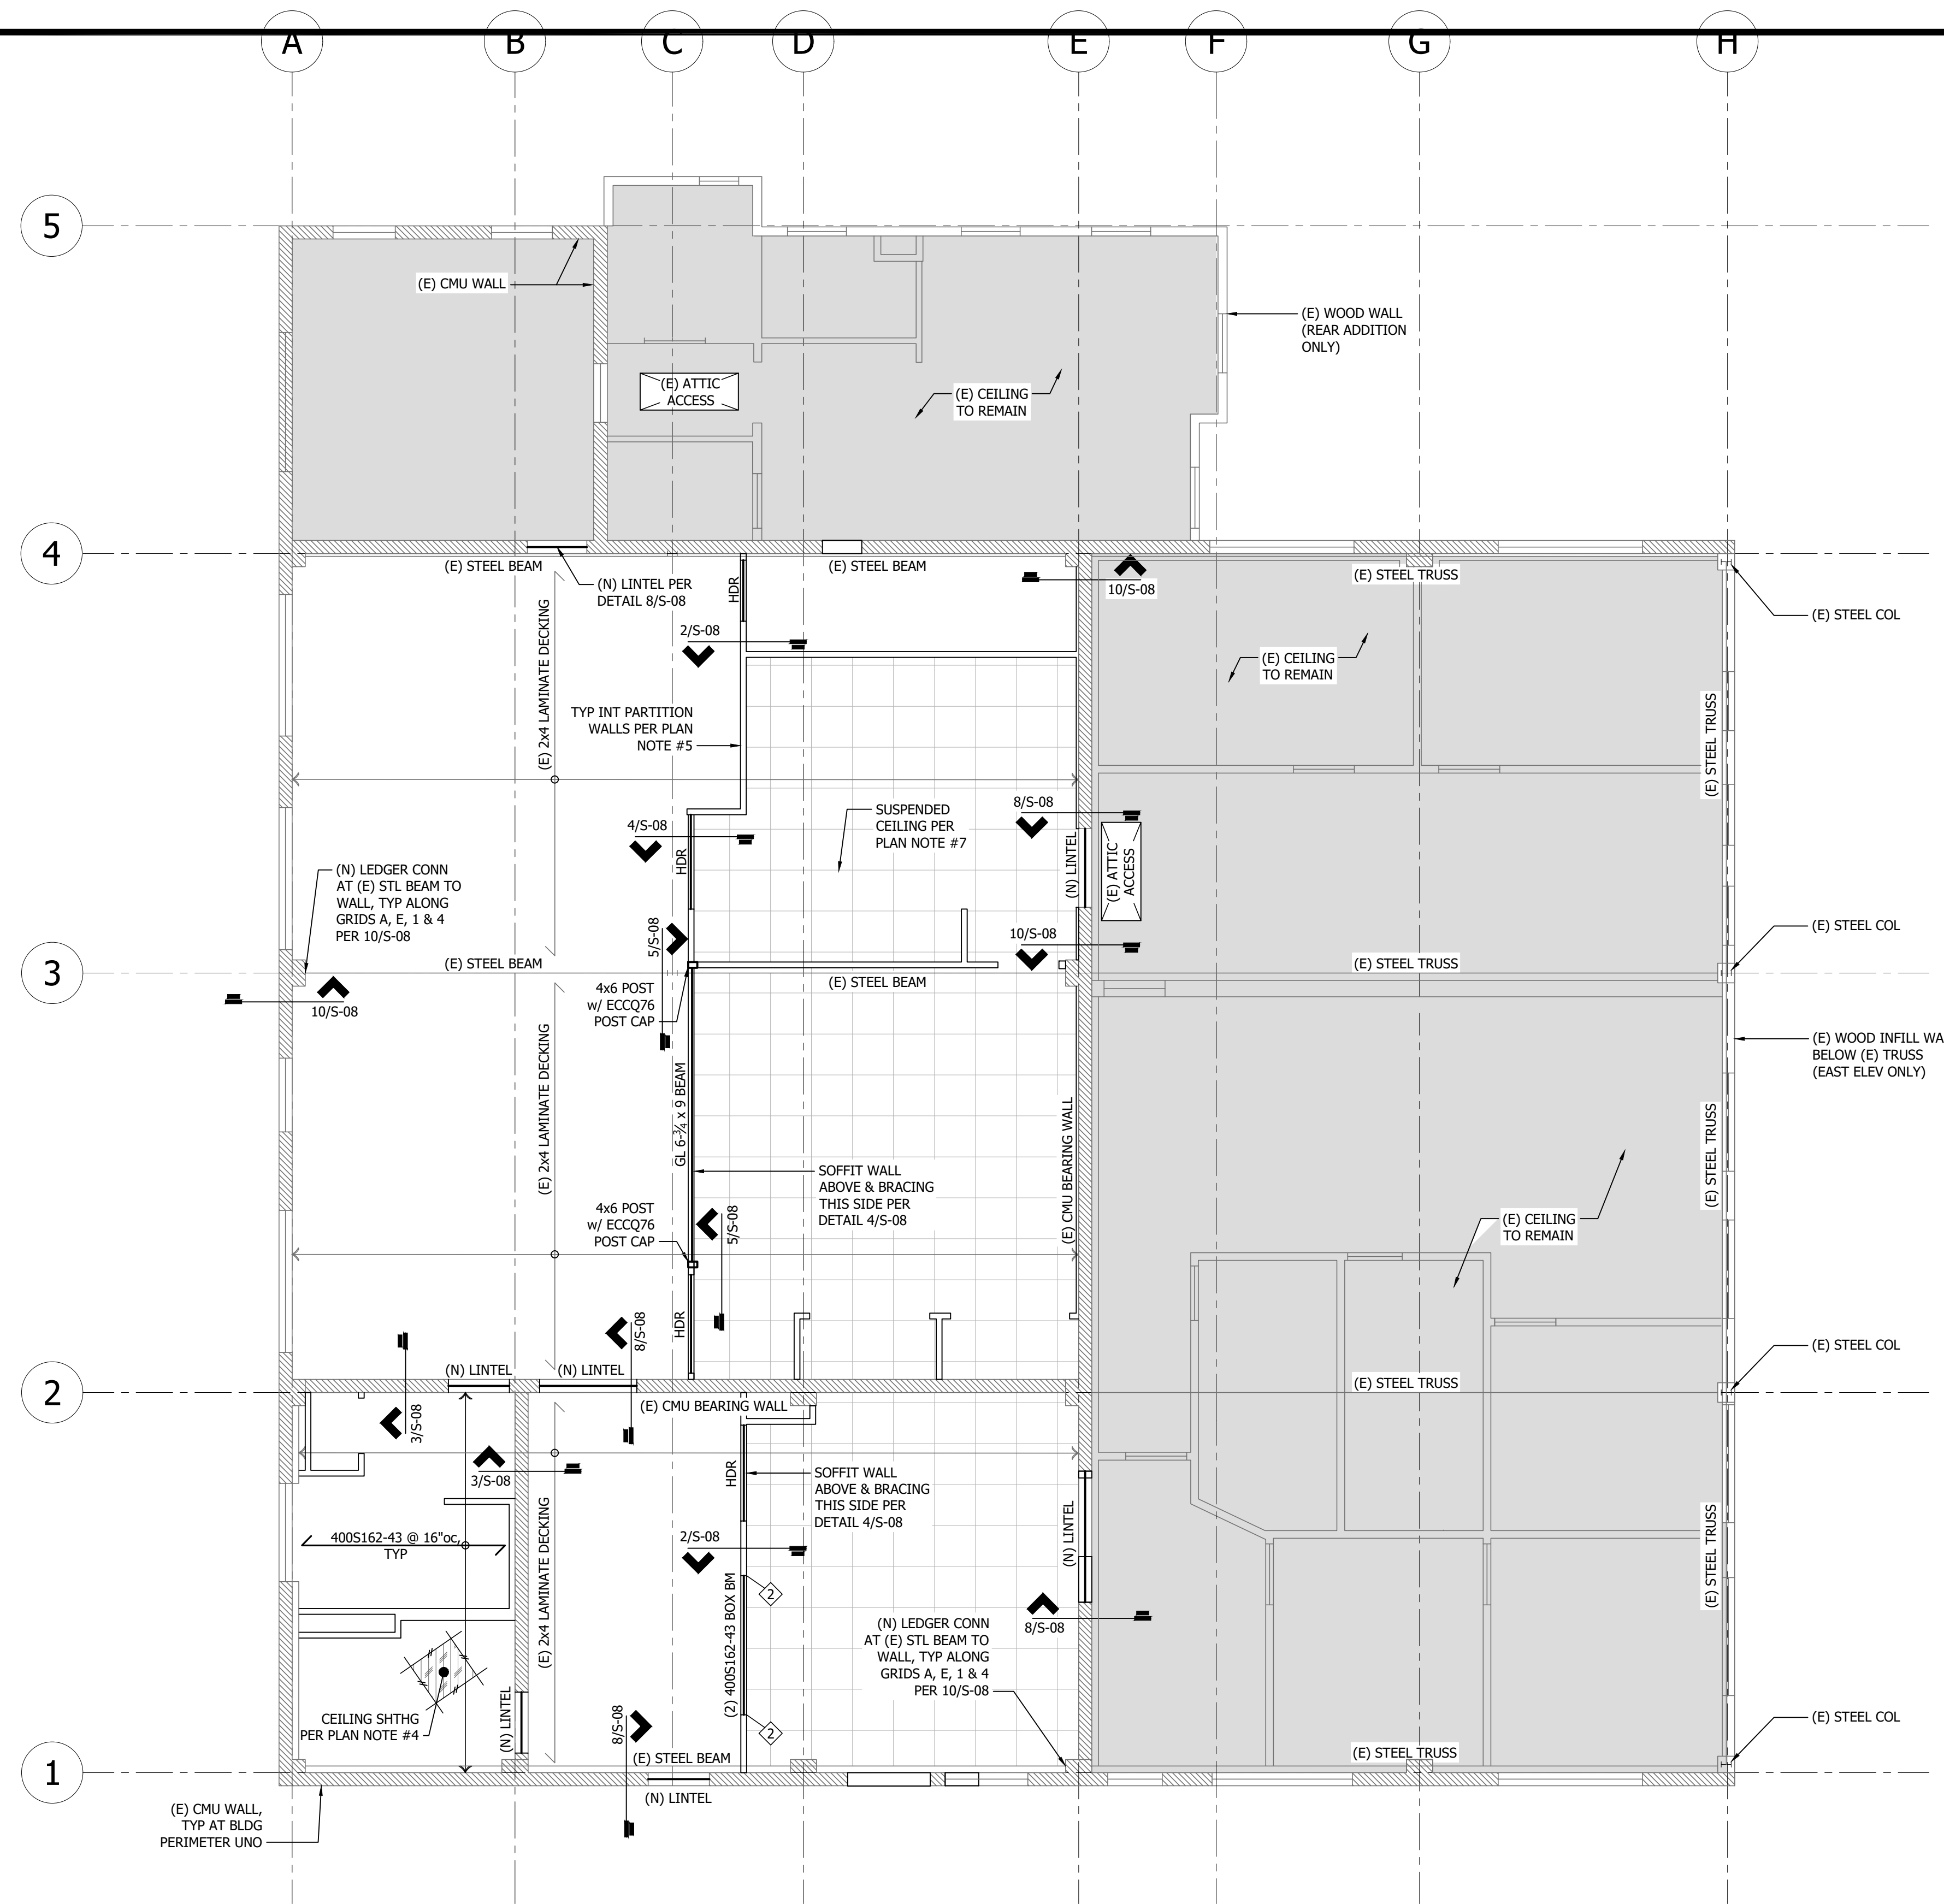 A B C D E F G H
5
(E) CMU WALL
(E) WOOD WALL
(REAR ADDITION
ONLY)
(E) ATTIC
ACCESS
(E) CEILING
TO REMAIN
4
(E) STEEL BEAM
(E) STEEL BEAM
(N) LINTEL PER
DETAIL 8/S-08
HDR
10/S-08
(E) STEEL TRUSS
(E) STEEL COL
2/S-08
(E) 2x4 LAMINATE DECKING
(E) CEILING
TO REMAIN
TYP INT PARTITION
WALLS PER PLAN
NOTE #5
(E) STEEL TRUSS
4/S-08
HDR
SUSPENDED
CEILING PER
PLAN NOTE #7
8/S-08
(N) LINTEL
(E) ATTIC
ACCESS
(N) LEDGER CONN
AT (E) STL BEAM TO
WALL, TYP ALONG
GRIDS A, E, 1 & 4
PER 10/S-08
5/S-08
10/S-08
(E) STEEL COL
3
(E) STEEL BEAM
(E) STEEL BEAM
(E) STEEL TRUSS
10/S-08
4x6 POST
w/ ECCQ76
POST CAP
(E) 2x4 LAMINATE DECKING
GL 6-¾ x 9 BEAM
(E) CMU BEARING WALL
(E) WOOD INFILL WA
BELOW (E) TRUSS
(EAST ELEV ONLY)
(E) STEEL TRUSS
SOFFIT WALL
ABOVE & BRACING
THIS SIDE PER
DETAIL 4/S-08
4x6 POST
w/ ECCQ76
POST CAP
5/S-08
(E) CEILING
TO REMAIN
8/S-08
HDR
(E) STEEL COL
2
(N) LINTEL
(N) LINTEL
(E) STEEL TRUSS
(E) CMU BEARING WALL
3/S-08
3/S-08
HDR
SOFFIT WALL
ABOVE & BRACING
THIS SIDE PER
DETAIL 4/S-08
(N) LINTEL
(E) STEEL TRUSS
400S162-43 @ 16"oc,
TYP
(E) 2x4 LAMINATE DECKING
2/S-08
2
(2) 400S162-43 BOX BM
2
(N) LEDGER CONN
AT (E) STL BEAM TO
WALL, TYP ALONG
GRIDS A, E, 1 & 4
PER 10/S-08
8/S-08
CEILING SHTHG
PER PLAN NOTE #4
(N) LINTEL
8/S-08
(E) STEEL COL
1
(E) STEEL BEAM
(E) STEEL TRUSS
(N) LINTEL
(E) CMU WALL,
TYP AT BLDG
PERIMETER UNO